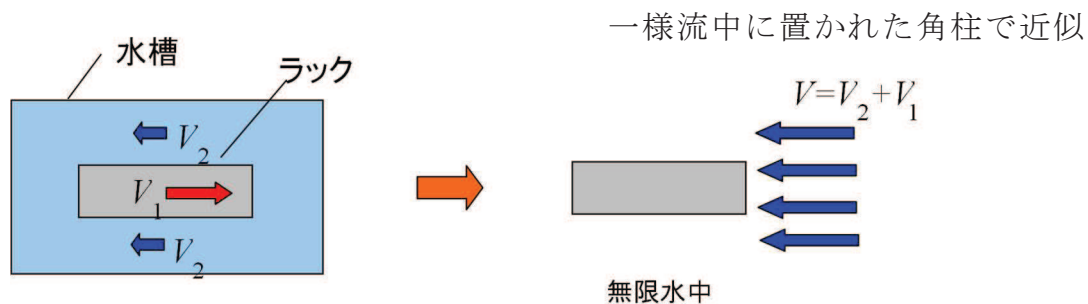 一様流中に置かれた角柱で近似
水槽
ラック
V=V₂+V₁
V₂
V₁
V₂
無限水中